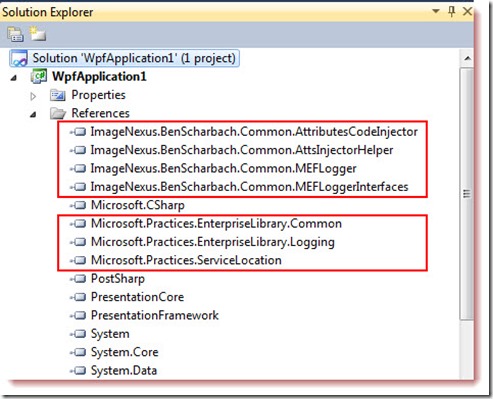 Solution Explorer
Solution 'WpfApplication1' (1 project)
WpfApplication1
Properties
References
ImageNexus.BenScharbach.Common.AttributesCodeInjector
ImageNexus.BenScharbach.Common.AttsInjectorHelper
ImageNexus.BenScharbach.Common.MEFLogger
ImageNexus.BenScharbach.Common.MEFLoggerInterfaces
Microsoft.CSharp
Microsoft.Practices.EnterpriseLibrary.Common
Microsoft.Practices.EnterpriseLibrary.Logging
Microsoft.Practices.ServiceLocation
PostSharp
PresentationCore
PresentationFramework
System
System.Core
System.Data